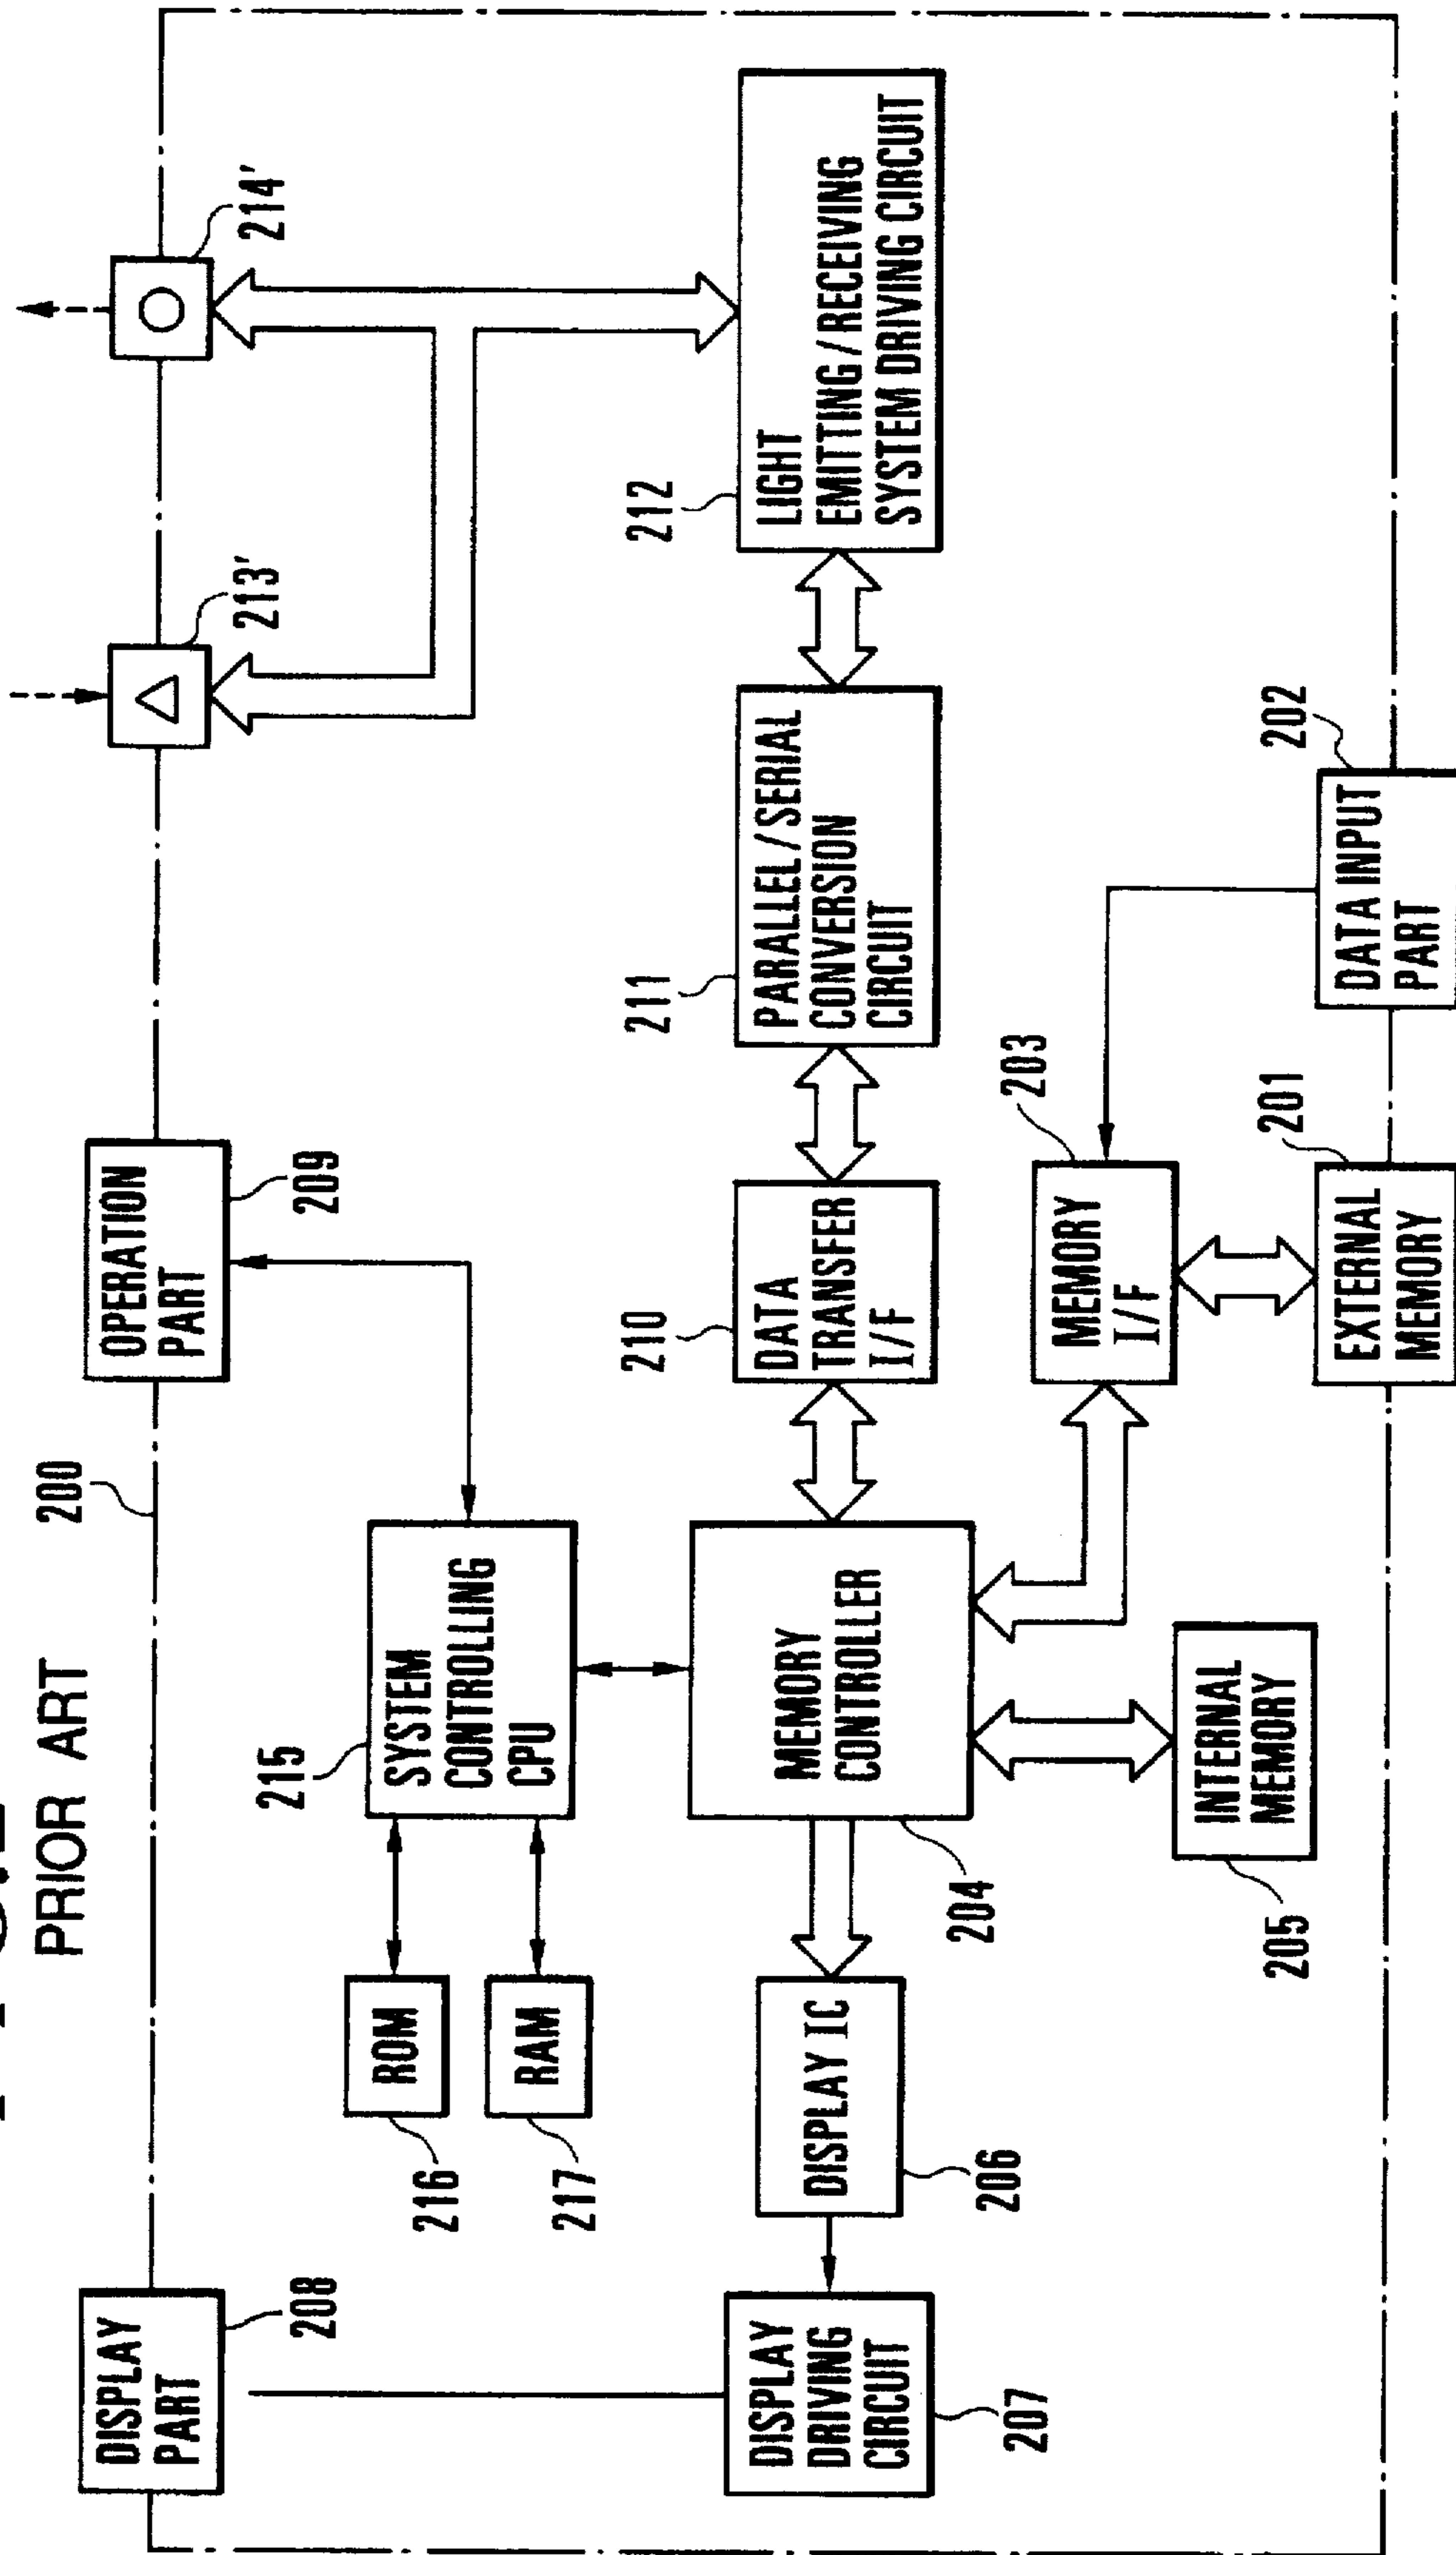 PRIOR ART
200
DISPLAY
PART
208
OPERATION
PART
209
213'
214'
215
SYSTEM
CONTROLLING
CPU
ROM
216
RAM
217
DISPLAY
DRIVING
CIRCUIT
207
DISPLAY IC
206
MEMORY
CONTROLLER
204
210
DATA
TRANSFER
I/F
211
PARALLEL/SERIAL
CONVERSION
CIRCUIT
212
LIGHT
EMITTING/RECEIVING
SYSTEM DRIVING CIRCUIT
INTERNAL
MEMORY
205
203
MEMORY
I/F
201
EXTERNAL
MEMORY
202
DATA INPUT
PART